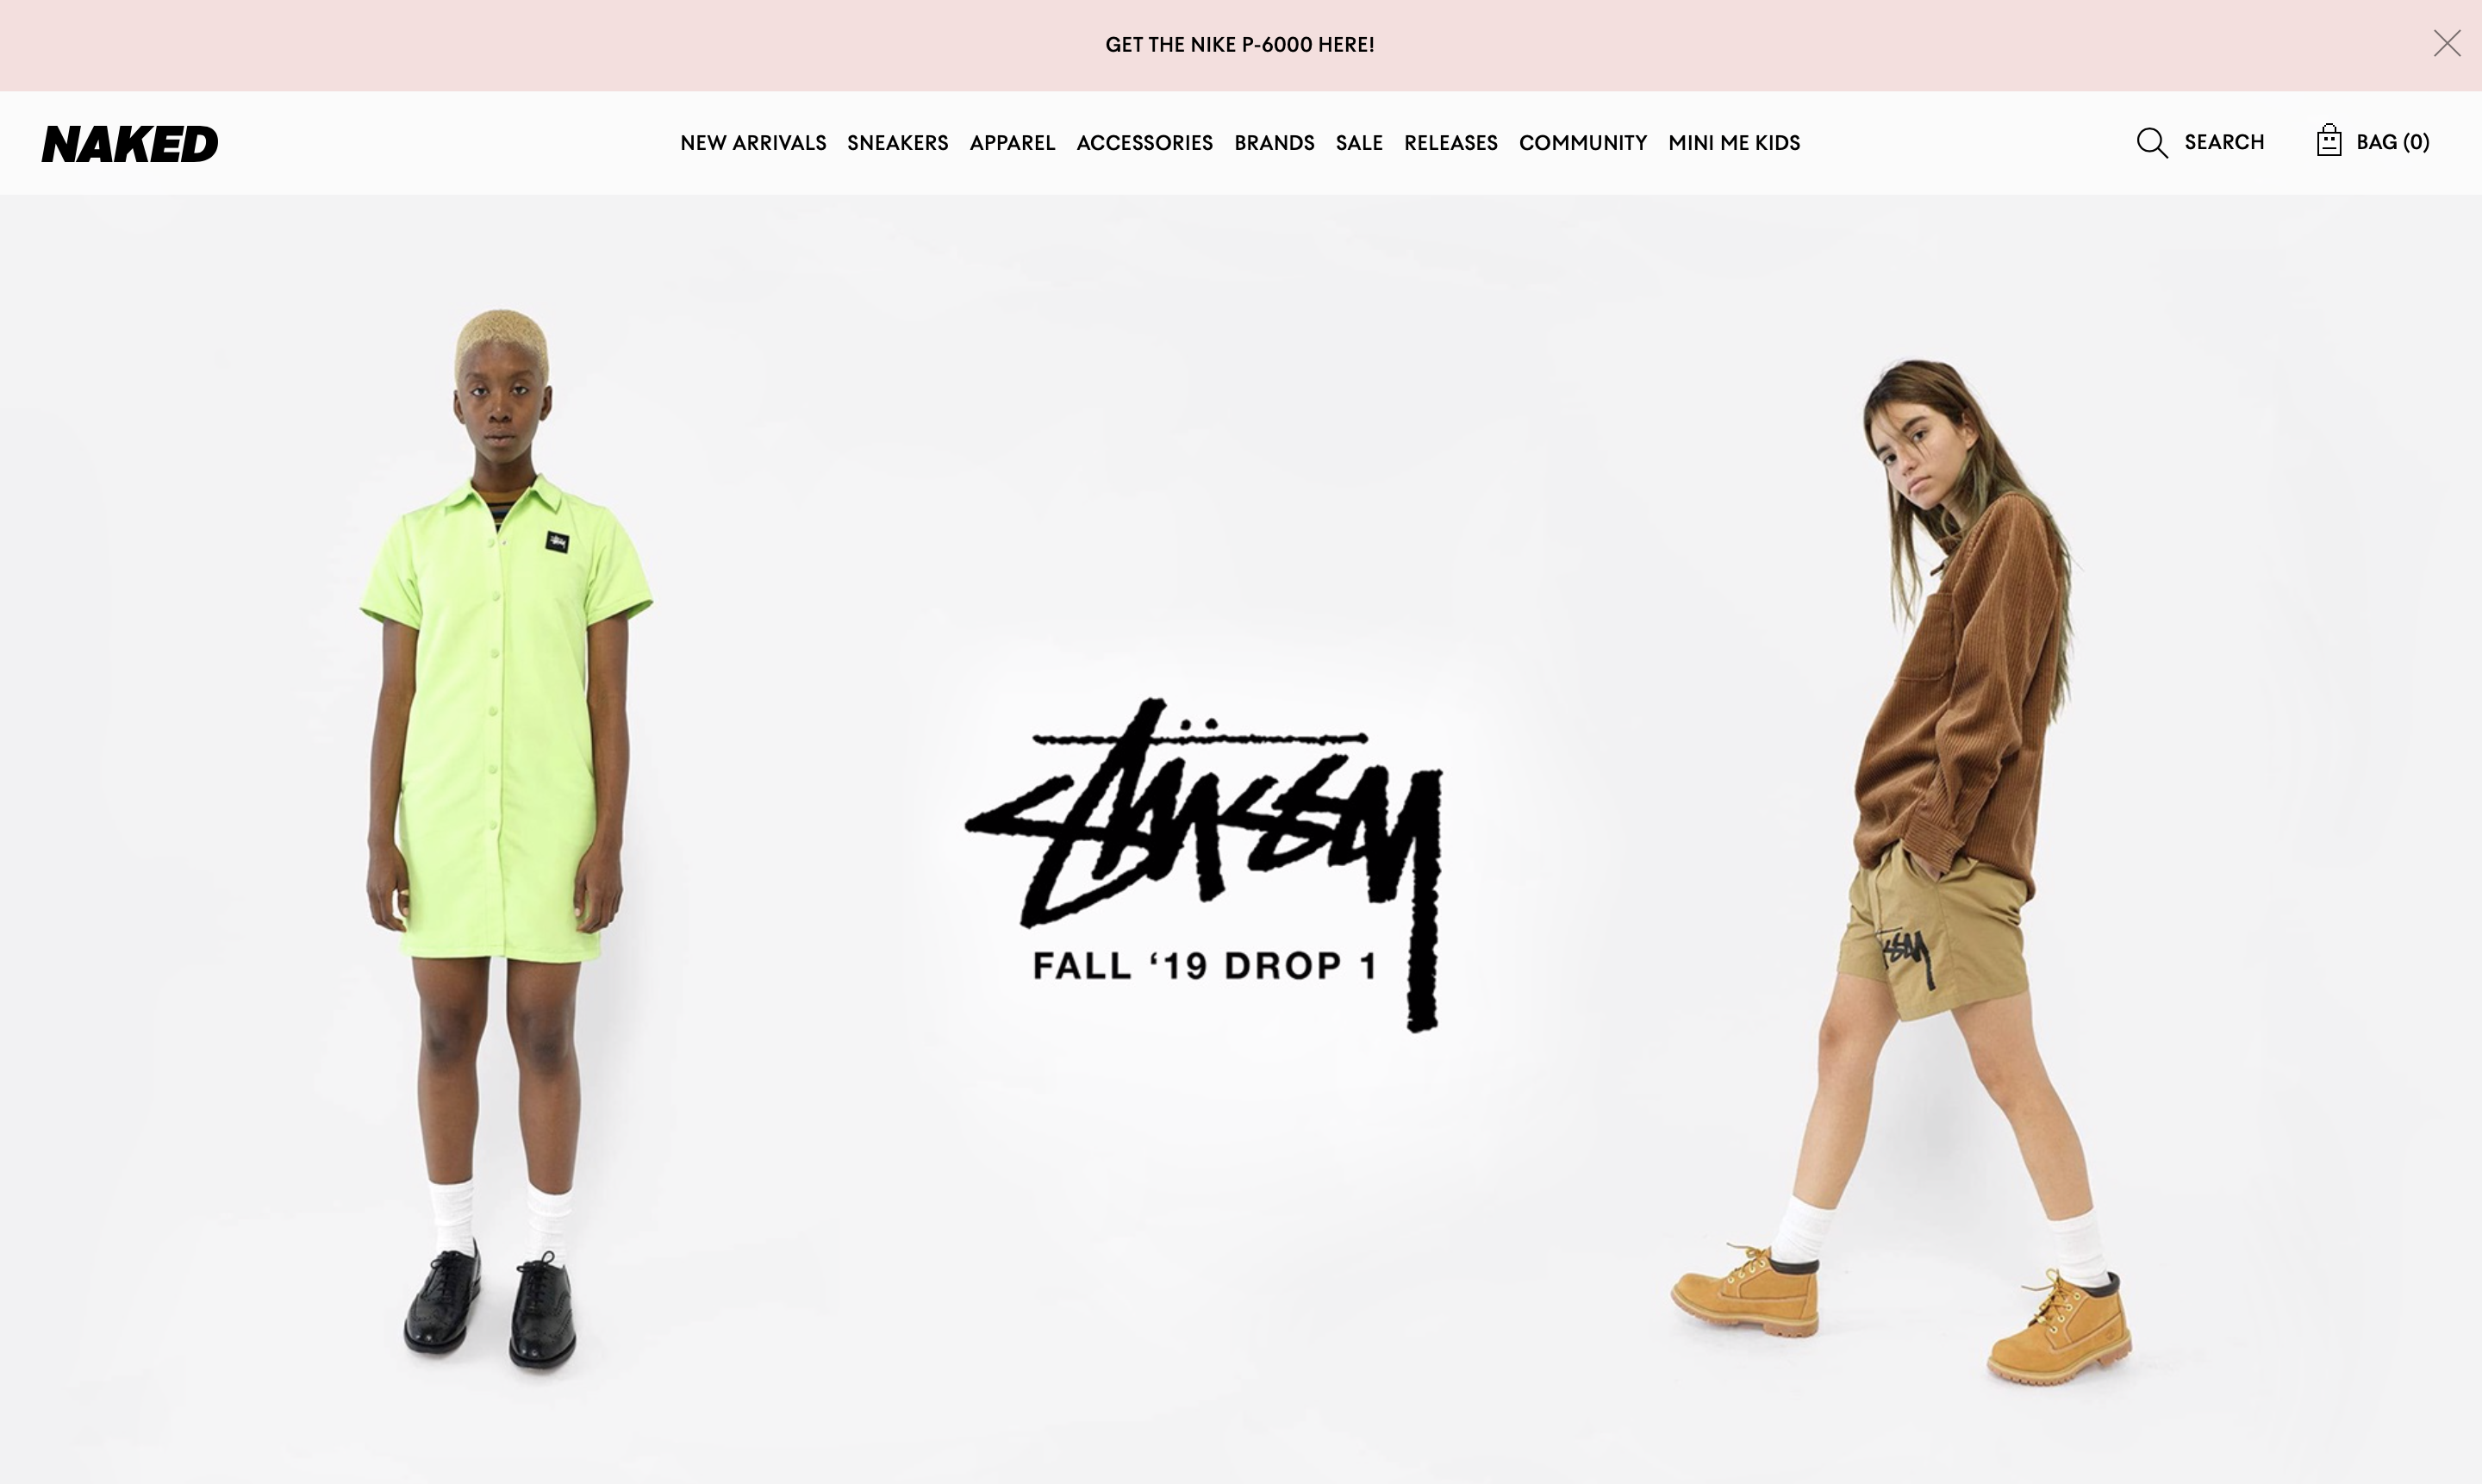 GET THE NIKE P-6000 HERE!
NAKED
NEW ARRIVALS SNEAKERS APPAREL ACCESSORIES BRANDS SALE RELEASES COMMUNITY MINI ME KIDS
SEARCH BAG (0)
Stüssy
FALL ‘19 DROP 1
ssy